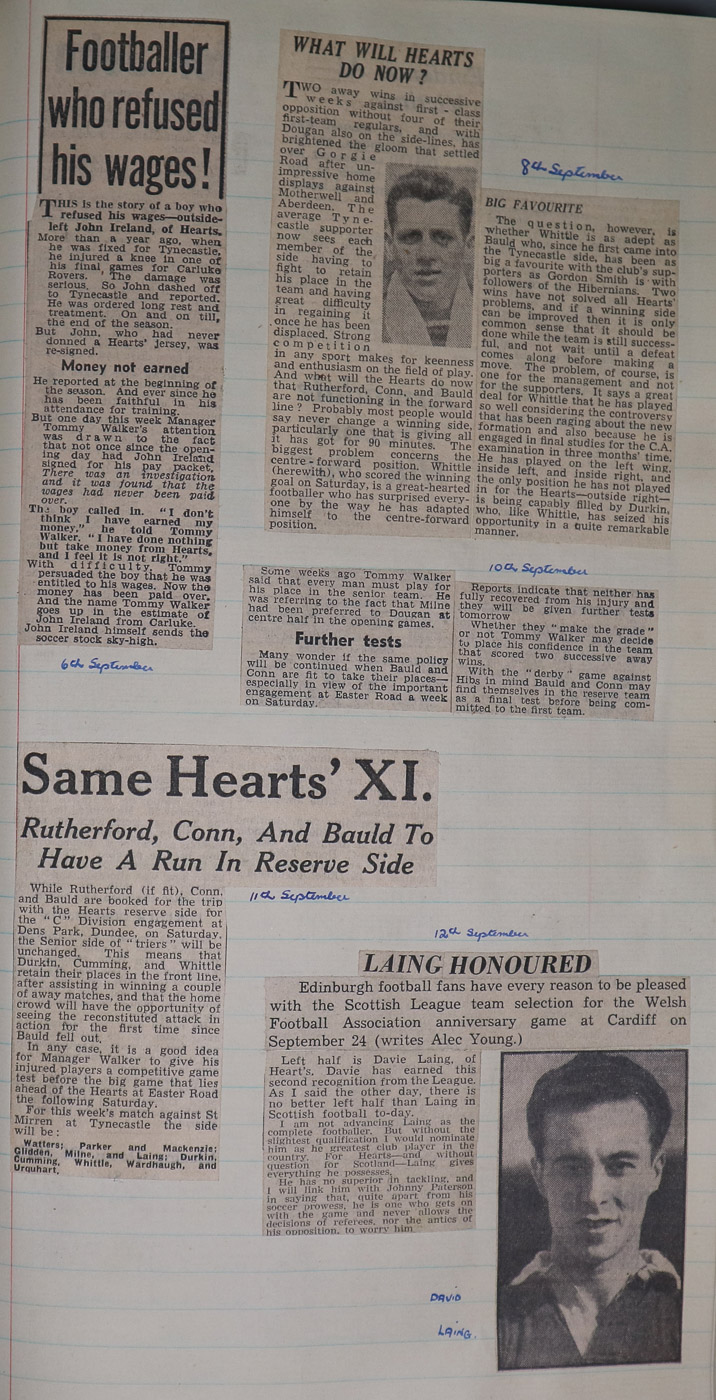 Footballer
who refused
his wages!
THIS is the story of a boy who
refused his wages—outside-
left John Ireland, of Hearts.
More than a year ago, when
he was fixed for Tynecastle,
he injured a knee in one of
his final games for Carluke
Rovers. The damage was
serious. So John dashed off
to Tynecastle and reported.
He was ordered long rest and
treatment. On and on till,
the end of the season.
But John, who had never
donned a Hearts' jersey, was
re-signed.
Money not earned
He reported at the beginning of
the season. And ever since he
has been faithful in his
attendance for training.
But one day this week Manager
Tommy Walker's attention
was drawn to the fact
that not once since the open-
ing day had John Ireland
signed for his pay packet.
There was an investigation
and it was found that the
wages had never been paid
over.
The boy called in. "I don't
think I have earned my
money," he told Tommy
Walker. "I have done nothing
but take money from Hearts,
and I feel it is not right."
With difficulty, Tommy
persuaded the boy that he was
entitled to his wages. Now the
money has been paid over.
And the name Tommy Walker
goes up in the estimate of
John Ireland from Carluke.
John Ireland himself sends the
soccer stock sky-high.
6th September
WHAT WILL HEARTS
DO NOW?
TWO away wins in successive
weeks against first-class
opposition without four of their
first-team regulars, and with
Dougan also on the side-lines, has
brightened the gloom that settled
over Gorgie
Road after un-
impressive home
displays against
Motherwell and
Aberdeen. The
average Tyne-
castle supporter
now sees each
member of the
side having to
fight to retain
his place in the
team and having
great difficulty
in regaining it
once he has been
displaced. Strong
competition
in any sport makes for keenness
and enthusiasm on the field of play.
And what will the Hearts do now
that Rutherford, Conn, and Bauld
are not functioning in the forward
line? Probably most people would
say never change a winning side,
particularly one that is giving all
it has got for 90 minutes. The
biggest problem concerns the
centre-forward position. Whittle
(herewith), who scored the winning
goal on Saturday, is a great-hearted
footballer who has surprised every-
one by the way he has adapted
himself to the centre-forward
position.
8th September
BIG FAVOURITE
The question, however, is
whether Whittle is as adept as
Bauld who, since he first came into
the Tynecastle side, has been as
big a favourite with the club's sup-
porters as Gordon Smith is with
followers of the Hibernians. Two
wins have not solved all Hearts'
problems, and if a winning side
can be improved then it is only
common sense that it should be
done while the team is still success-
ful, and not wait until a defeat
comes along before making a
move. The problem, of course, is
one for the management and not
for the supporters. It says a great
deal for Whittle that he has played
so well considering the controversy
that has been raging about the new
formation and also because he is
engaged in final studies for the C.A.
examination in three months' time.
He has played on the left wing,
inside left, and inside right, and
the only position he has not played
in for the Hearts—outside right—
is being capably filled by Durkin,
who, like Whittle, has seized his
opportunity in a quite remarkable
manner.
10th September
Some weeks ago Tommy Walker
said that every man must play for
his place in the senior team. He
was referring to the fact that Milne
had been preferred to Dougan at
centre half in the opening games.
Further tests
Many wonder if the same policy
will be continued when Bauld and
Conn are fit to take their places—
especially in view of the important
engagement at Easter Road a week
on Saturday.
Reports indicate that neither has
fully recovered from his injury and
they will be given further tests
tomorrow
Whether they "make the grade"
or not Tommy Walker may decide
to place his confidence in the team
that scored two successive away
wins.
With the "derby" game against
Hibs in mind Bauld and Conn may
find themselves in the reserve team
as a final test before being com-
mitted to the first team.
Same Hearts' XI.
Rutherford, Conn, And Bauld To
Have A Run In Reserve Side
11th September
While Rutherford (if fit), Conn,
and Bauld are booked for the trip
with the Hearts reserve side for
the "C" Division engagement at
Dens Park, Dundee, on Saturday,
the Senior side of "triers" will be
unchanged. This means that
Durkin, Cumming, and Whittle
retain their places in the front line,
after assisting in winning a couple
of away matches, and that the home
crowd will have the opportunity of
seeing the reconstituted attack in
action for the first time since
Bauld fell out.
In any case, it is a good idea
for Manager Walker to give his
injured players a competitive game
test before the big game that lies
ahead of the Hearts at Easter Road
the following Saturday.
For this week's match against St
Mirren at Tynecastle the side
will be:
Watters; Parker and Mackenzie;
Glidden, Milne, and Laing; Durkin,
Cumming, Whittle, Wardhaugh, and
Urquhart.
12th September
LAING HONOURED
Edinburgh football fans have every reason to be pleased
with the Scottish League team selection for the Welsh
Football Association anniversary game at Cardiff on
September 24 (writes Alec Young.)
Left half is Davie Laing, of
Heart's. Davie has earned this
second recognition from the League.
As I said the other day, there is
no better left half than Laing in
Scottish football to-day.
I am not advancing Laing as the
complete footballer. But without the
slightest qualification I would nominate
him as he greatest club player in the
country. For Hearts—and without
question for Scotland—Laing gives
everything he possesses.
He has no superior in tackling, and
I will link him with Johnny Paterson
in saying that, quite apart from his
soccer prowess, he is one who gets on
with the game and never allows the
decisions of referees, nor the antics of
his opposition, to worry him
DAVID
LAING.